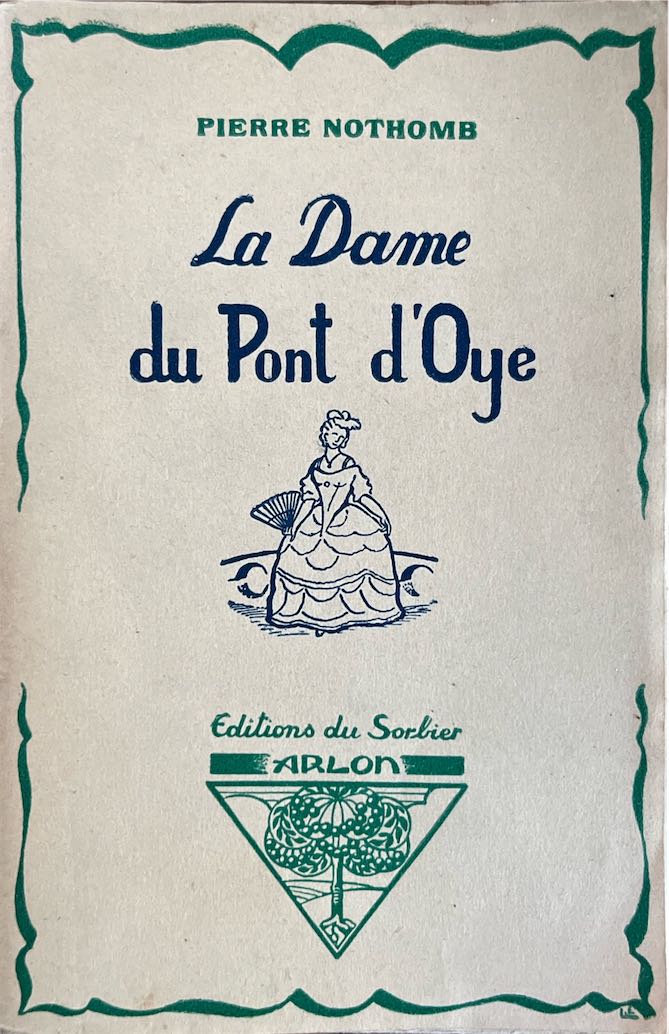 PIERRE NOTHOMB
La Dame
du Pont d'Oye
Editions du Sorbier
ARLON